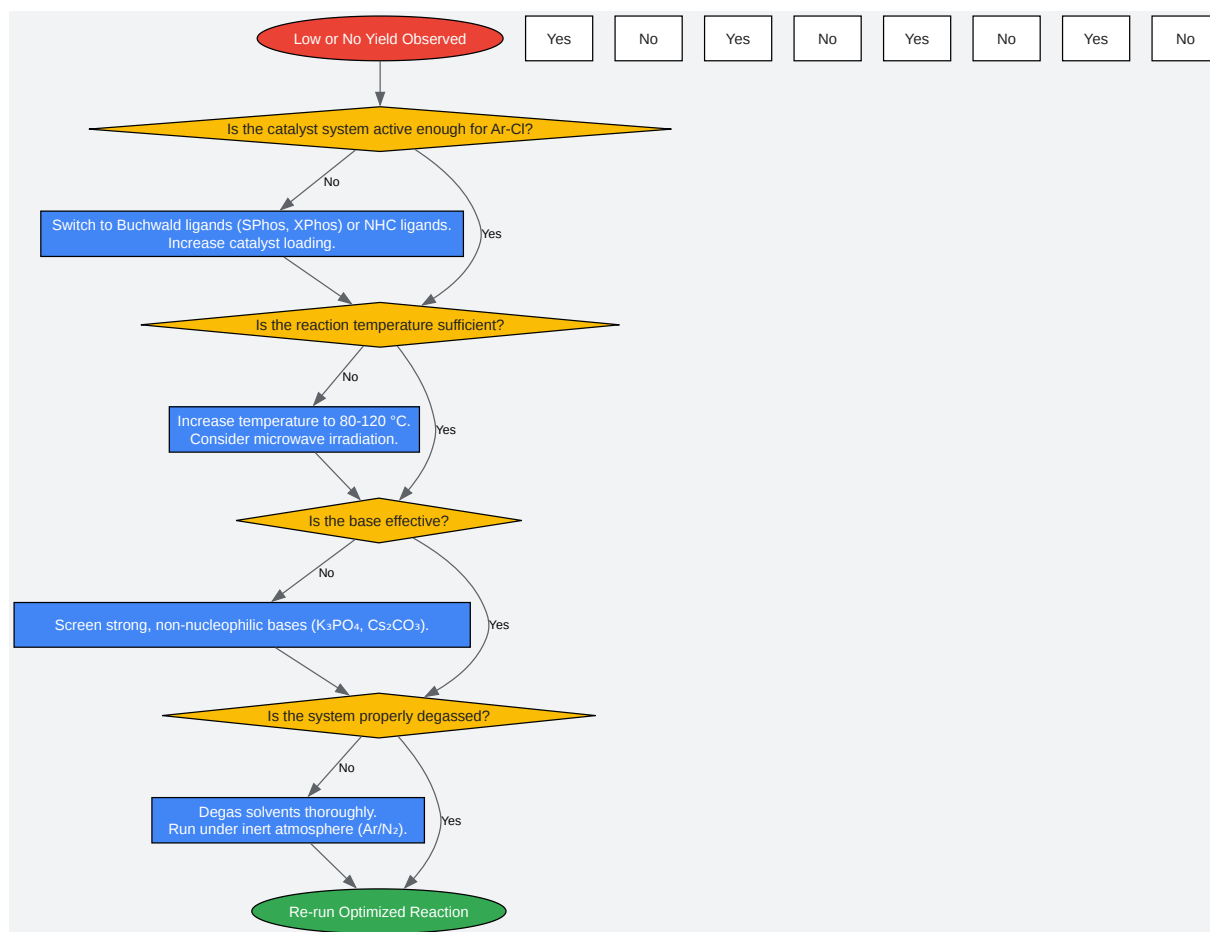 Low or No Yield Observed
Yes
No
Yes
No
Yes
No
Yes
No
Is the catalyst system active enough for Ar-Cl?
No
Switch to Buchwald ligands (SPhos, XPhos) or NHC ligands.
Increase catalyst loading.
Yes
Is the reaction temperature sufficient?
No
Increase temperature to 80-120 °C.
Consider microwave irradiation.
Yes
Is the base effective?
No
Screen strong, non-nucleophilic bases (K₃PO₄, Cs₂CO₃).
Yes
Is the system properly degassed?
No
Degas solvents thoroughly.
Run under inert atmosphere (Ar/N₂).
Yes
Re-run Optimized Reaction